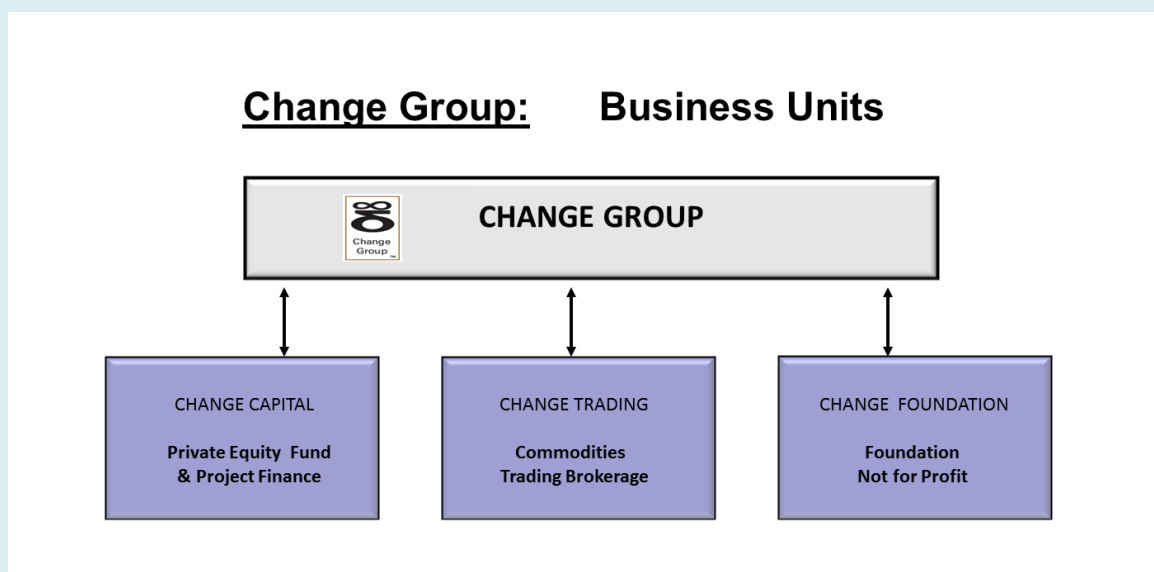 Change Group: Business Units
CHANGE GROUP
Change
Group
TM
CHANGE CAPITAL
Private Equity Fund
& Project Finance
CHANGE TRADING
Commodities
Trading Brokerage
CHANGE FOUNDATION
Foundation
Not for Profit